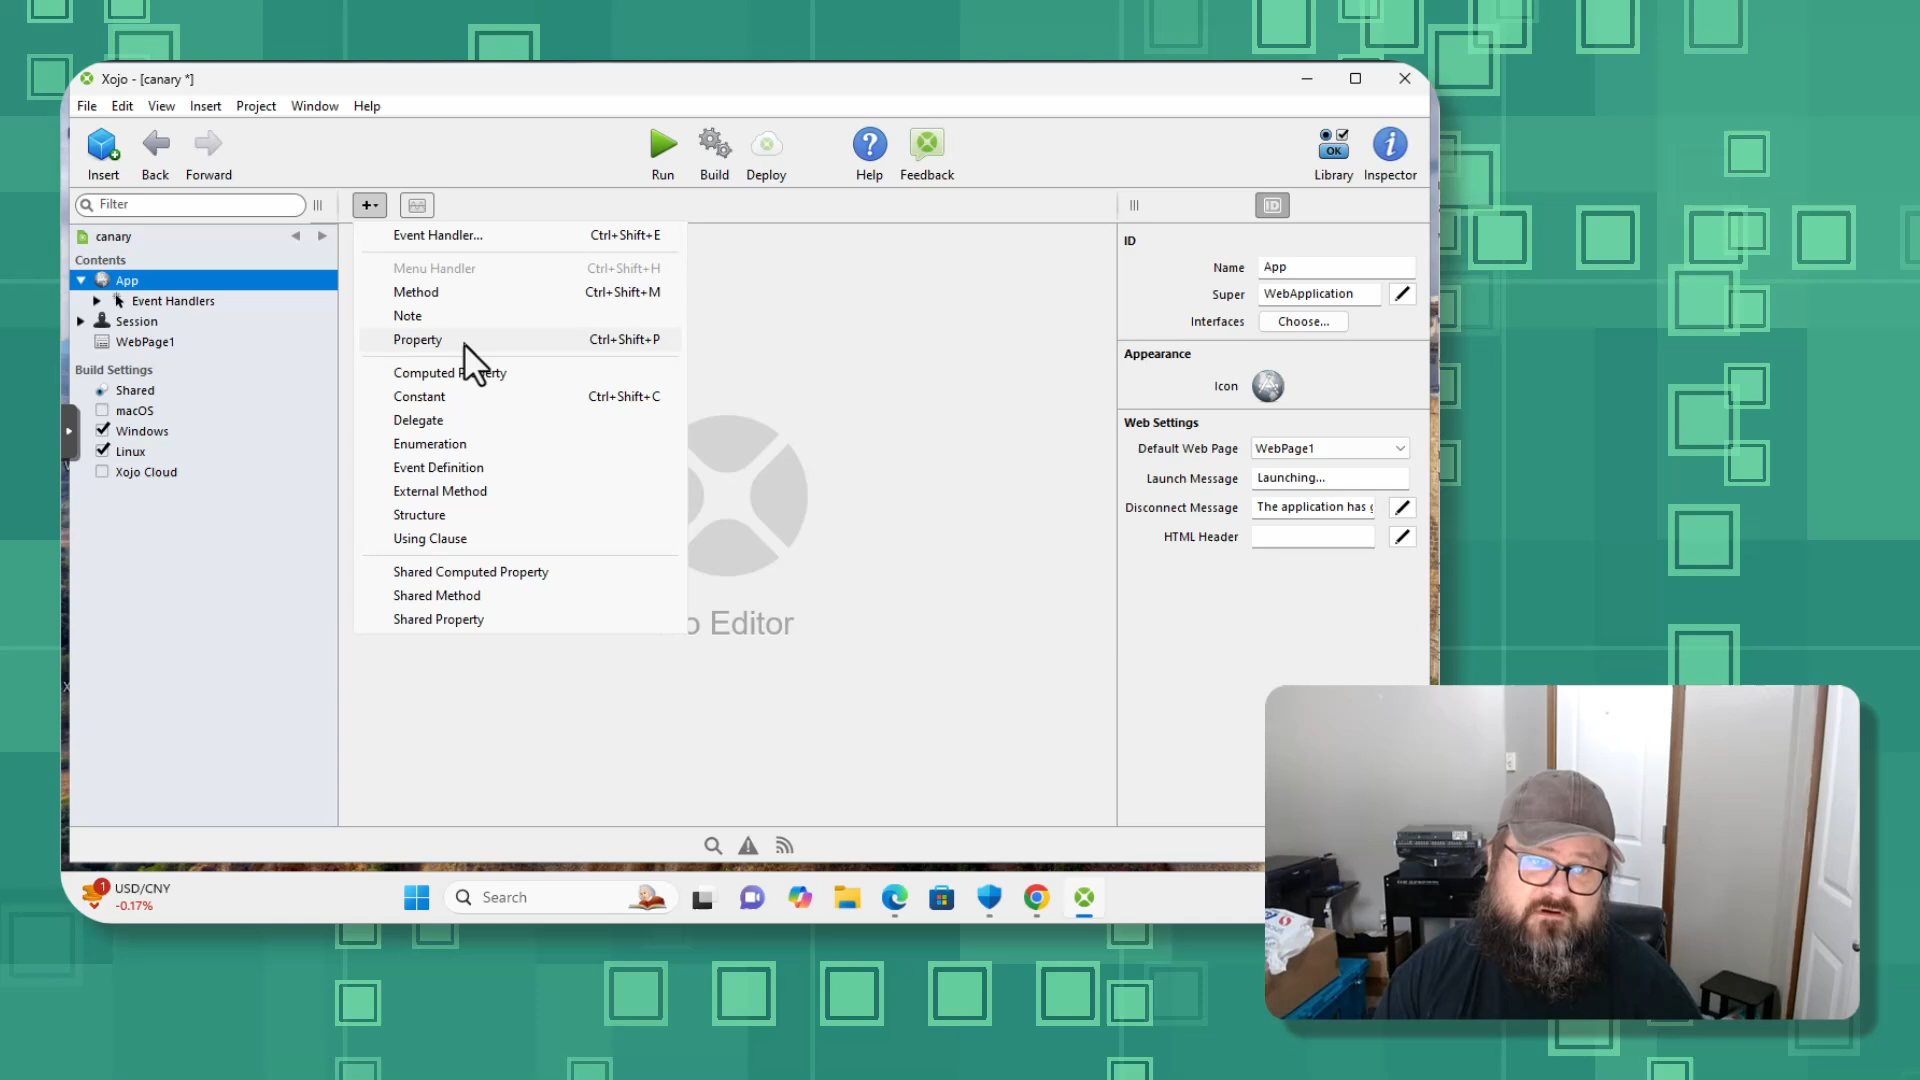 Xojo - [canary *]
File Edit View Insert Project Window Help
Insert Back Forward Run Build Deploy Help Feedback OK Library Inspector
Filter
ID
canary
Contents
App
Event Handlers
Session
WebPage1
Build Settings
Shared
macOS
Windows
Linux
Xojo Cloud
Event Handler... Ctrl+Shift+E
Menu Handler Ctrl+Shift+H
Method Ctrl+Shift+M
Note
Property Ctrl+Shift+P
Computed Property
Constant Ctrl+Shift+C
Delegate
Enumeration
Event Definition
External Method
Structure
Using Clause
Shared Computed Property
Shared Method
Shared Property
o Editor
ID
Name App
Super WebApplication
Interfaces Choose...
Appearance
Icon
Web Settings
Default Web Page WebPage1
Launch Message Launching...
Disconnect Message The application has
HTML Header
1
USD/CNY
-0.17%
Search